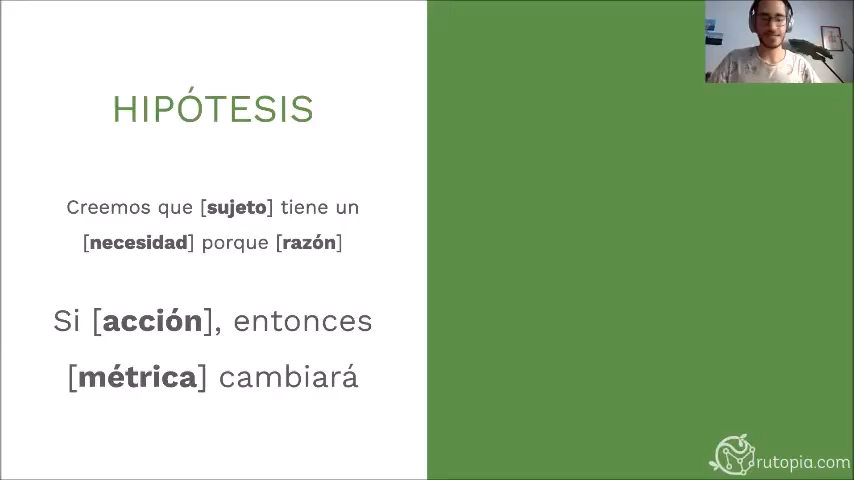 HIPÓTESIS
Creemos que [sujeto] tiene un
[necesidad] porque [razón]
Si [acción], entonces
[métrica] cambiará
rutopia.com